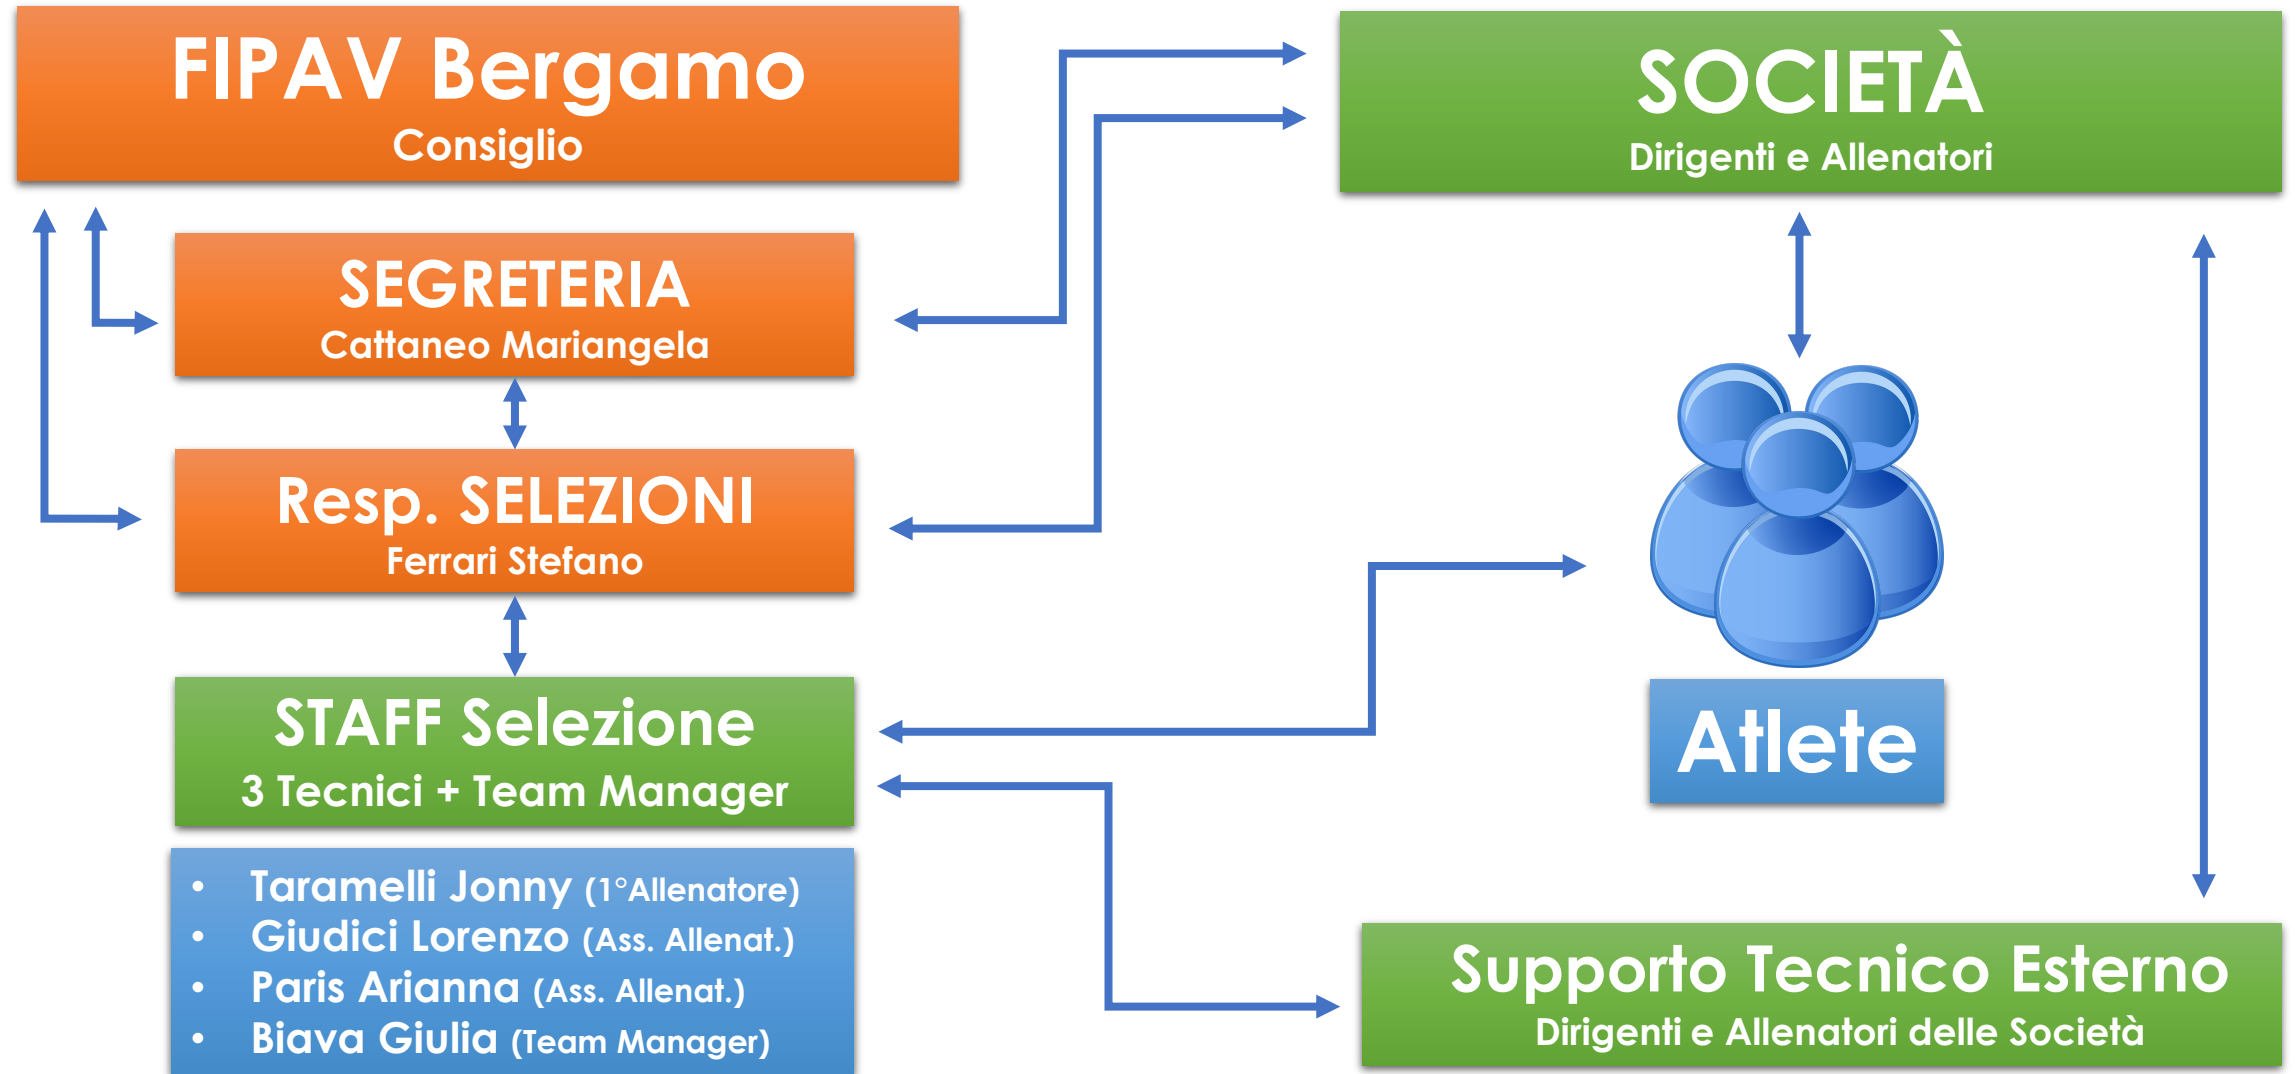 FIPAV Bergamo
Consiglio
SOCIETÀ
Dirigenti e Allenatori
SEGRETERIA
Cattaneo Mariangela
Resp. SELEZIONI
Ferrari Stefano
STAFF Selezione
3 Tecnici + Team Manager
Atlete
• Taramelli Jonny (1°Allenatore)
• Giudici Lorenzo (Ass. Allenat.)
• Paris Arianna (Ass. Allenat.)
• Biava Giulia (Team Manager)
Supporto Tecnico Esterno
Dirigenti e Allenatori delle Società